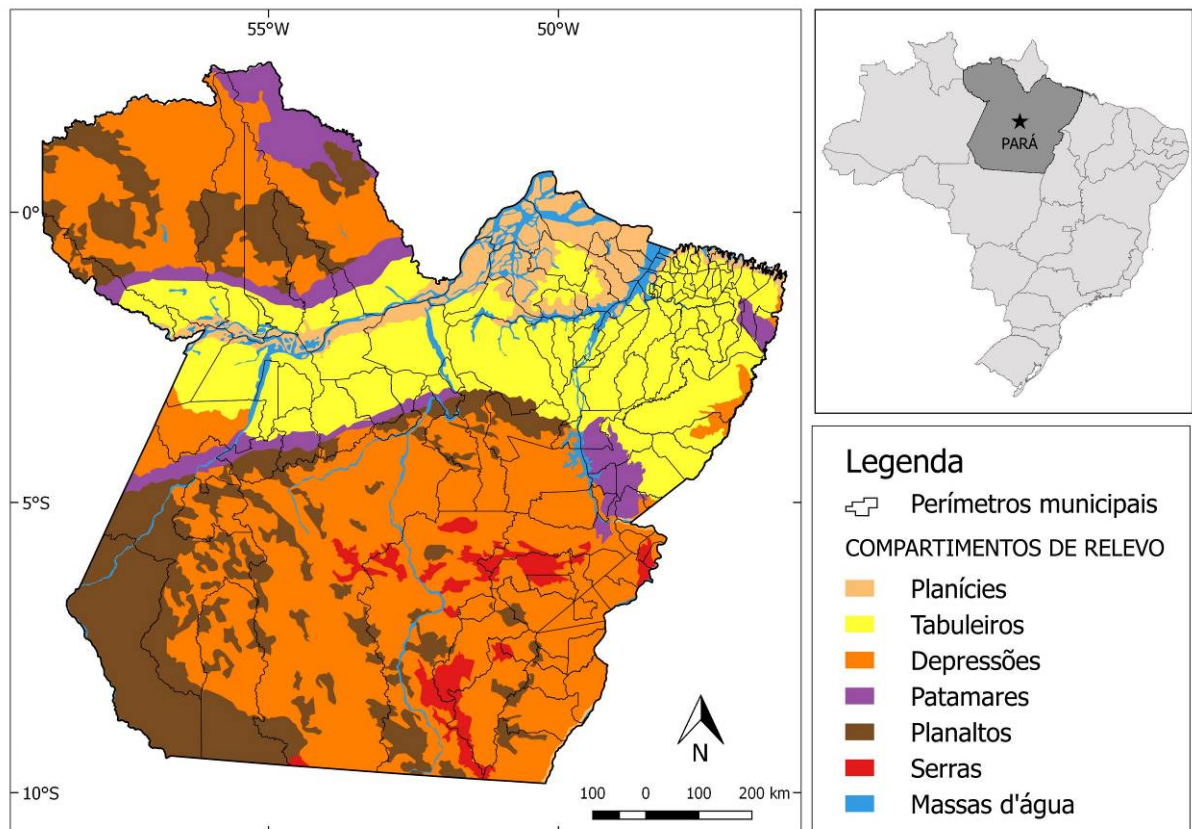 55°W
50°W
0°
5°S
10°S
N
100 0 100 200 km
PARÁ
Legenda
Perímetros municipais
COMPARTIMENTOS DE RELEVO
Planícies
Tabuleiros
Depressões
Patamares
Planaltos
Serras
Massas d'água